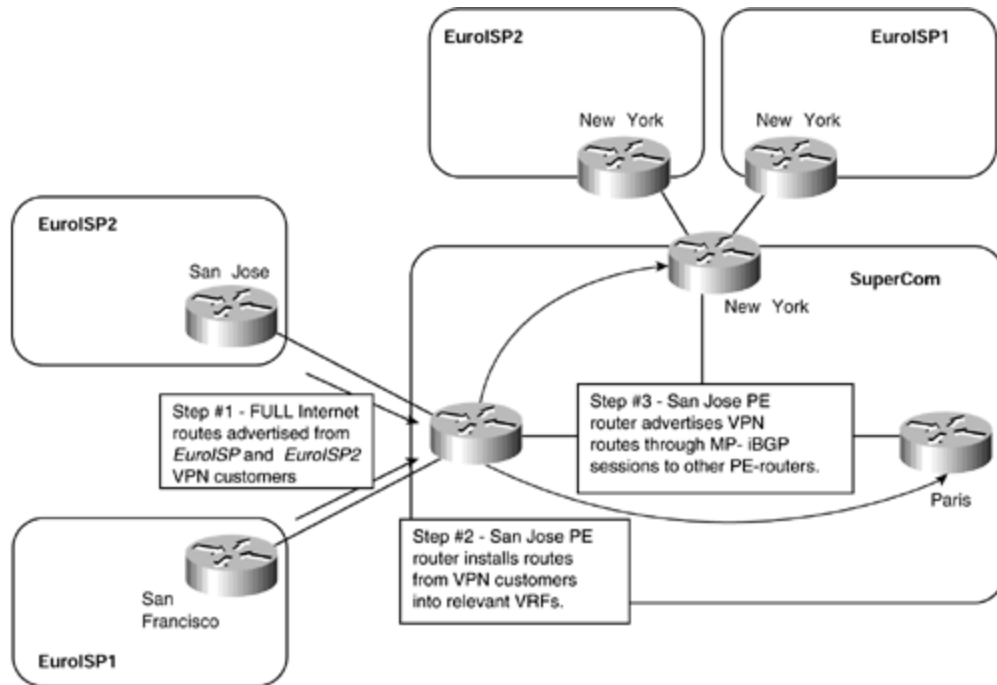 EuroISP2
EuroISP1
New York
New York
EuroISP2
San Jose
SuperCom
New York
Step #1 - FULL Internet
routes advertised from
EuroISP and EuroISP2
VPN customers
Step #3 - San Jose PE
router advertises VPN
routes through MP- iBGP
sessions to other PE-routers.
Paris
Step #2 - San Jose PE
router installs routes
from VPN customers
into relevant VRFs.
San
Francisco
EuroISP1